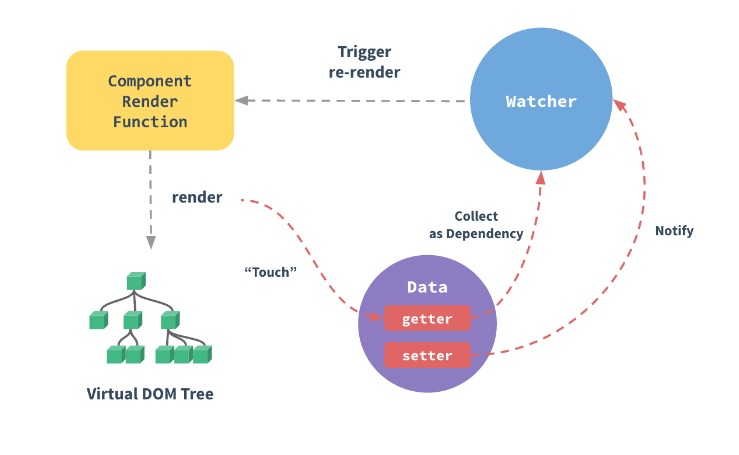 Trigger
re-render
Component
Render
Function
Watcher
render
Collect
as Dependency
Notify
“Touch”
Data
getter
setter
Virtual DOM Tree